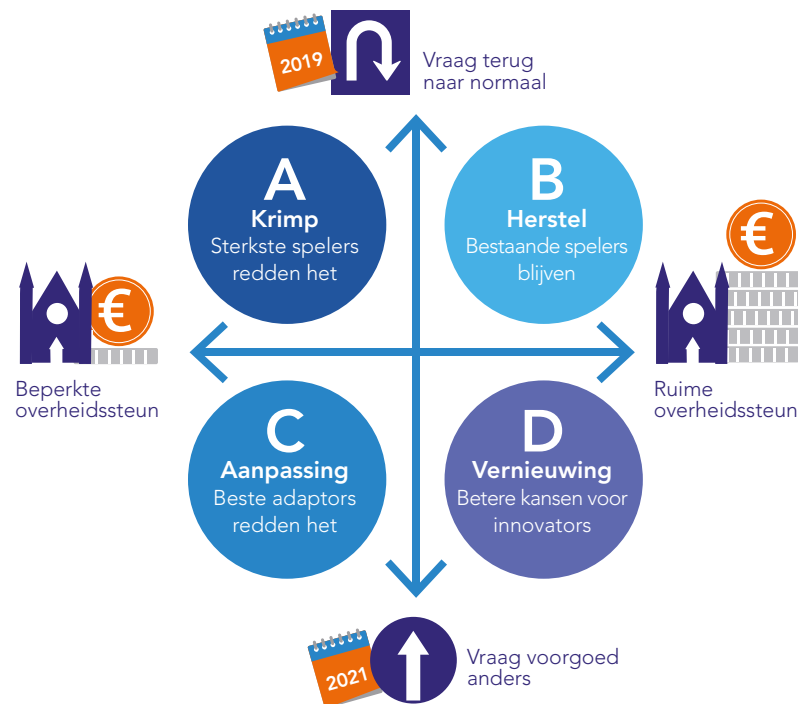 2019
Vraag terug
naar normaal
A
Krimp
Sterkste spelers
redden het
B
Herstel
Bestaande spelers
blijven
€
Beperkte
overheidssteun
€
Ruime
overheidssteun
C
Aanpassing
Beste adaptors
redden het
D
Vernieuwing
Betere kansen voor
innovators
2021
Vraag voorgoed
anders